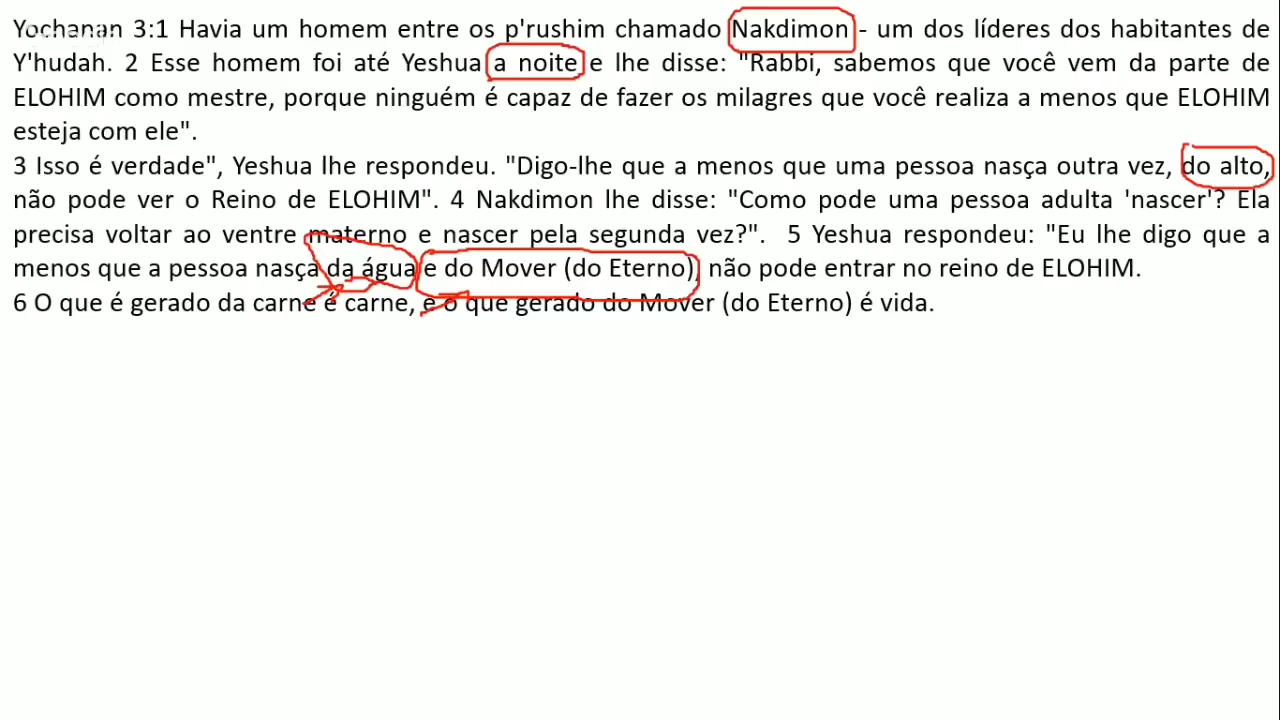 Yochanan 3:1 Havia um homem entre os p'rushim chamado Nakdimon - um dos líderes dos habitantes de
Y'hudah. 2 Esse homem foi até Yeshua a noite e lhe disse: "Rabbi, sabemos que você vem da parte de
ELOHIM como mestre, porque ninguém é capaz de fazer os milagres que você realiza a menos que ELOHIM
esteja com ele".
3 Isso é verdade", Yeshua lhe respondeu. "Digo-lhe que a menos que uma pessoa nasça outra vez, do alto,
não pode ver o Reino de ELOHIM". 4 Nakdimon lhe disse: "Como pode uma pessoa adulta 'nascer'? Ela
precisa voltar ao ventre materno e nascer pela segunda vez?". 5 Yeshua respondeu: "Eu lhe digo que a
menos que a pessoa nasça da água e do Mover (do Eterno), não pode entrar no reino de ELOHIM.
6 O que é gerado da carne é carne, e o que gerado do Mover (do Eterno) é vida.